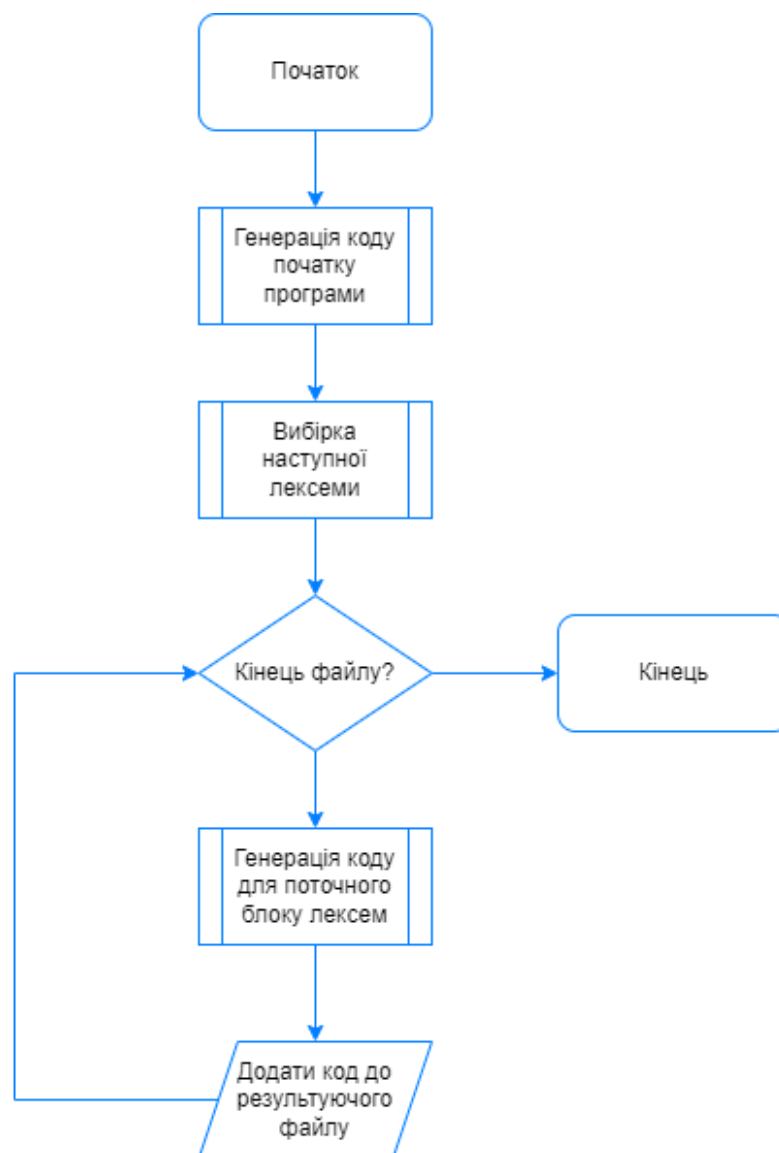 Початок
Генерація коду
початку
програми
Вибірка
наступної
лексеми
Кінець файлу?
Кінець
Генерація коду
для поточного
блоку лексем
Додати код до
результуючого
файлу